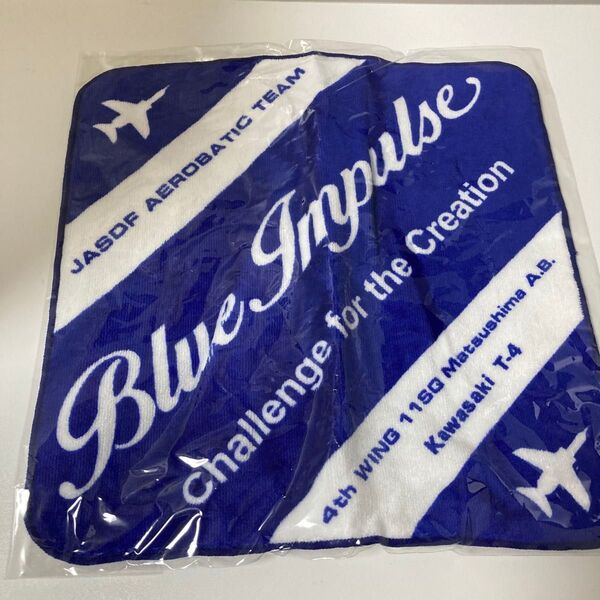 JASDF AEROBATIC TEAM
Blue Impulse
Challenge for the Creation
4th WING 11SQ Matsushima A.B.
Kawasaki T-4